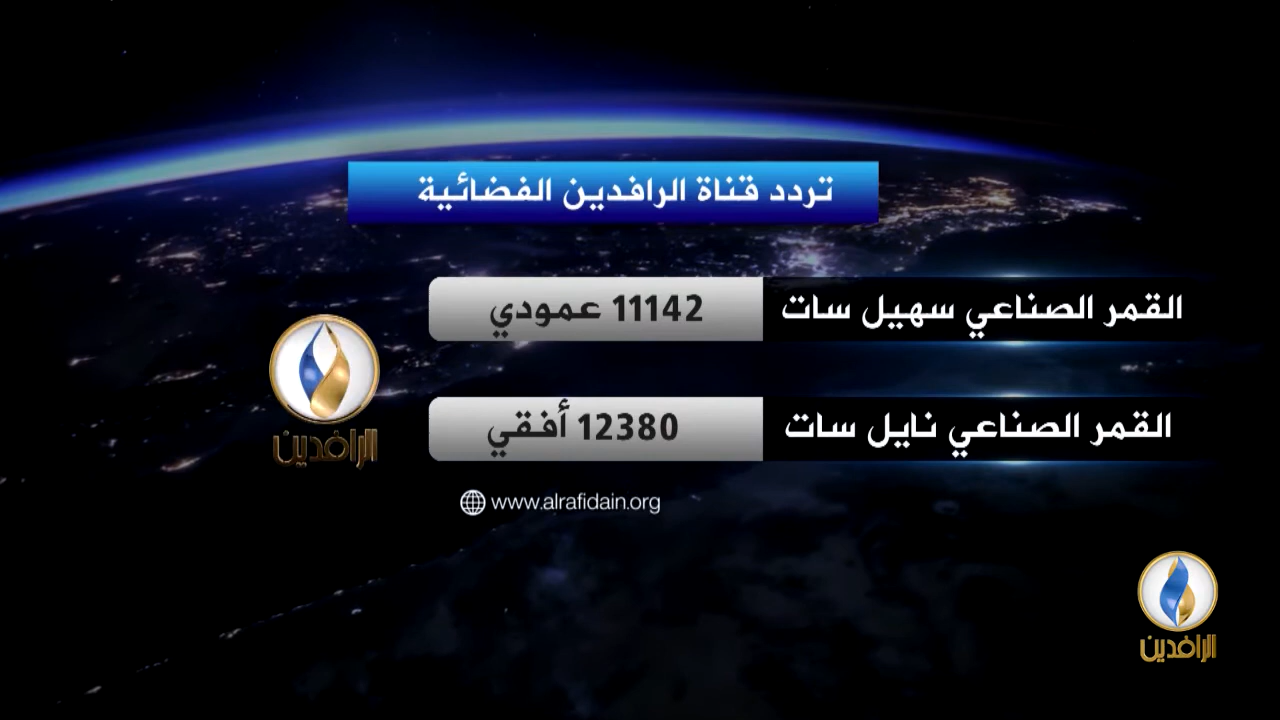 تردد قناة الرافدين الفضائية
القمر الصناعي سهيل سات 11142 عمودي
القمر الصناعي نايل سات 12380 أفقي
الرافدين
www.alrafidain.org
الرافدين